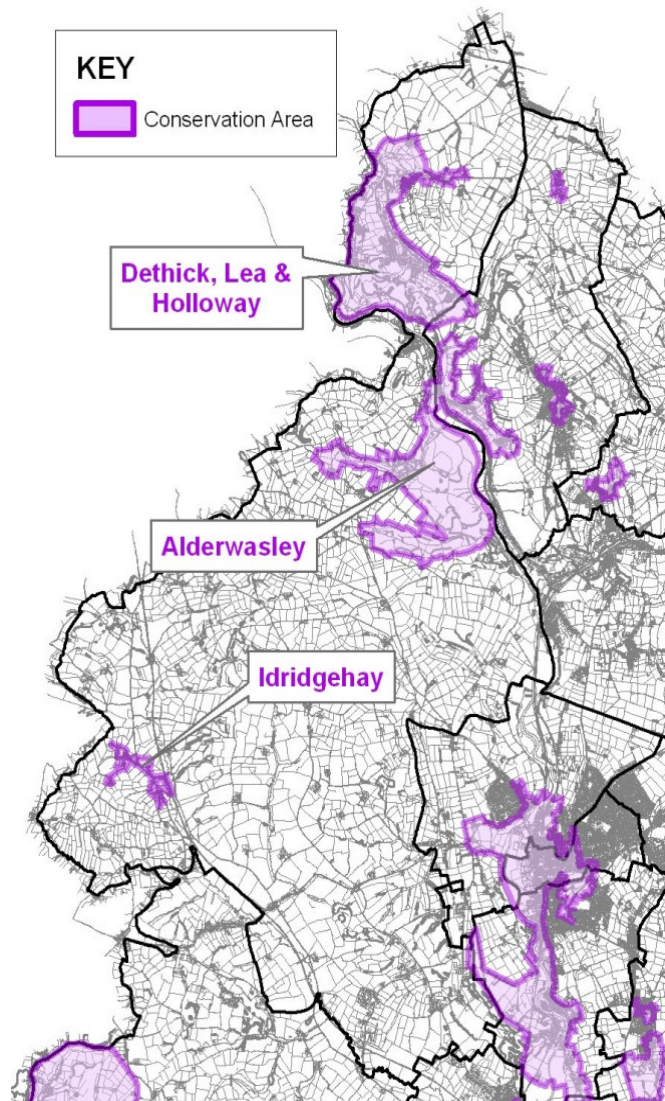 KEY
Conservation Area
Dethick, Lea &
Holloway
Alderwasley
Idridgehay